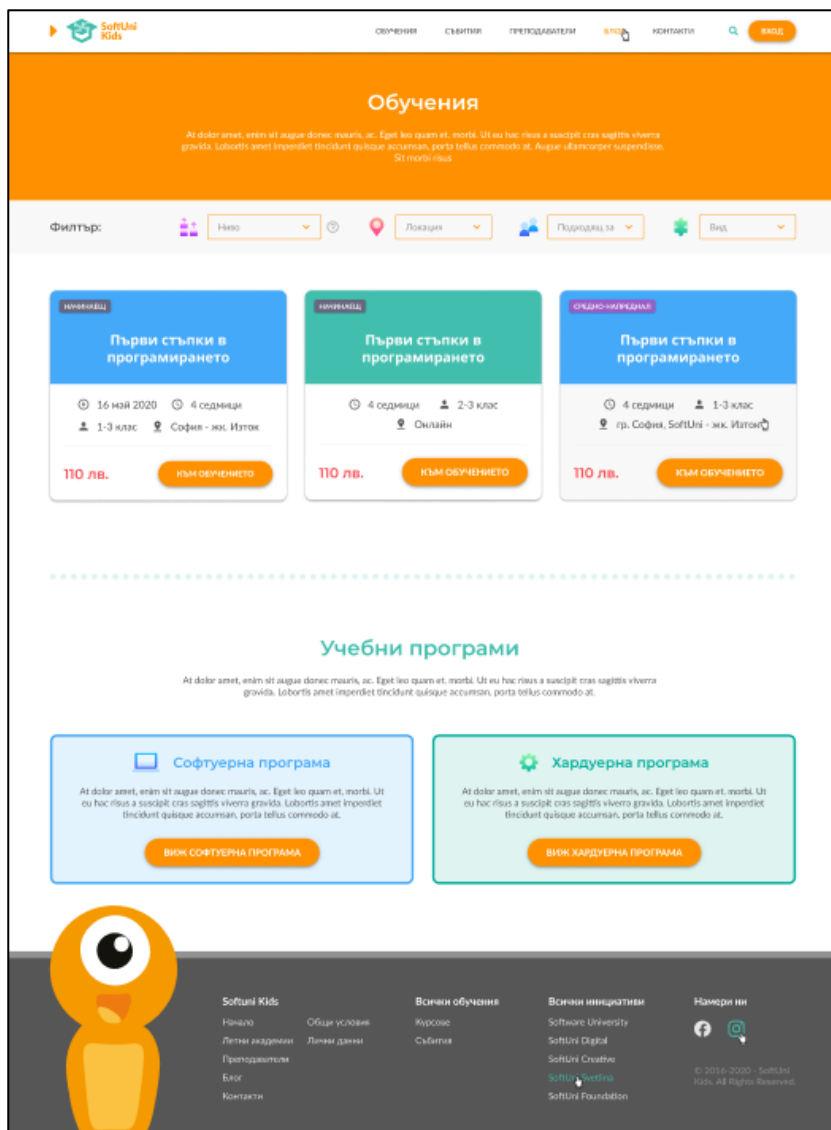 SoftUni
Kids
ОБУЧЕНИЯ СЪБИТИЯ ПРЕПОДАВАТЕЛИ БЛОГ КОНТАКТИ ВХОД
Обучения
At dolor amet, enim sit augue donec mauris, ac. Eget leo quam et, morbi. Ut eu hac risus a suscipit cras sagittis viverra
gravida. Lobortis amet imperdiet tincidunt quisque accumsan, porta tellus commodo at, Augue ullamcorper suspendisse.
Sit morbi risus
Филтър: Ниво Локация Подходящ за Вид
НАЧИНАЕЩ
Първи стъпки в
програмирането
16 май 2020 4 седмици
1-3 клас София - жк. Изток
110 лв. КЪМ ОБУЧЕНИЕТО
НАЧИНАЕЩ
Първи стъпки в
програмирането
4 седмици 2-3 клас
Онлайн
110 лв. КЪМ ОБУЧЕНИЕТО
СРЕДНО-НАПРЕДНАЛ
Първи стъпки в
програмирането
4 седмици 1-3 клас
гр. София, SoftUni - жк. Изток
110 лв. КЪМ ОБУЧЕНИЕТО
Учебни програми
At dolor amet, enim sit augue donec mauris, ac. Eget leo quam et, morbi. Ut eu hac risus a suscipit cras sagittis viverra
gravida. Lobortis amet imperdiet tincidunt quisque accumsan, porta tellus commodo at.
Софтуерна програма
At dolor amet, enim sit augue donec mauris, ac. Eget leo quam et, morbi. Ut
eu hac risus a suscipit cras sagittis viverra gravida. Lobortis amet imperdiet
tincidunt quisque accumsan, porta tellus commodo at.
ВИЖ СОФТУЕРНА ПРОГРАМА
Хардуерна програма
At dolor amet, enim sit augue donec mauris, ac. Eget leo quam et, morbi. Ut
eu hac risus a suscipit cras sagittis viverra gravida. Lobortis amet imperdiet
tincidunt quisque accumsan, porta tellus commodo at.
ВИЖ ХАРДУЕРНА ПРОГРАМА
Softuni Kids
Начало
Летни академии
Преподаватели
Блог
Контакти
Общи условия
Лични данни
Всички обучения
Курсове
Събития
Всички инициативи
Software University
SoftUni Digital
SoftUni Creative
SoftUni Svetlina
SoftUni Foundation
Намери ни
© 2016-2020 - SoftUni
Kids. All Rights Reserved.